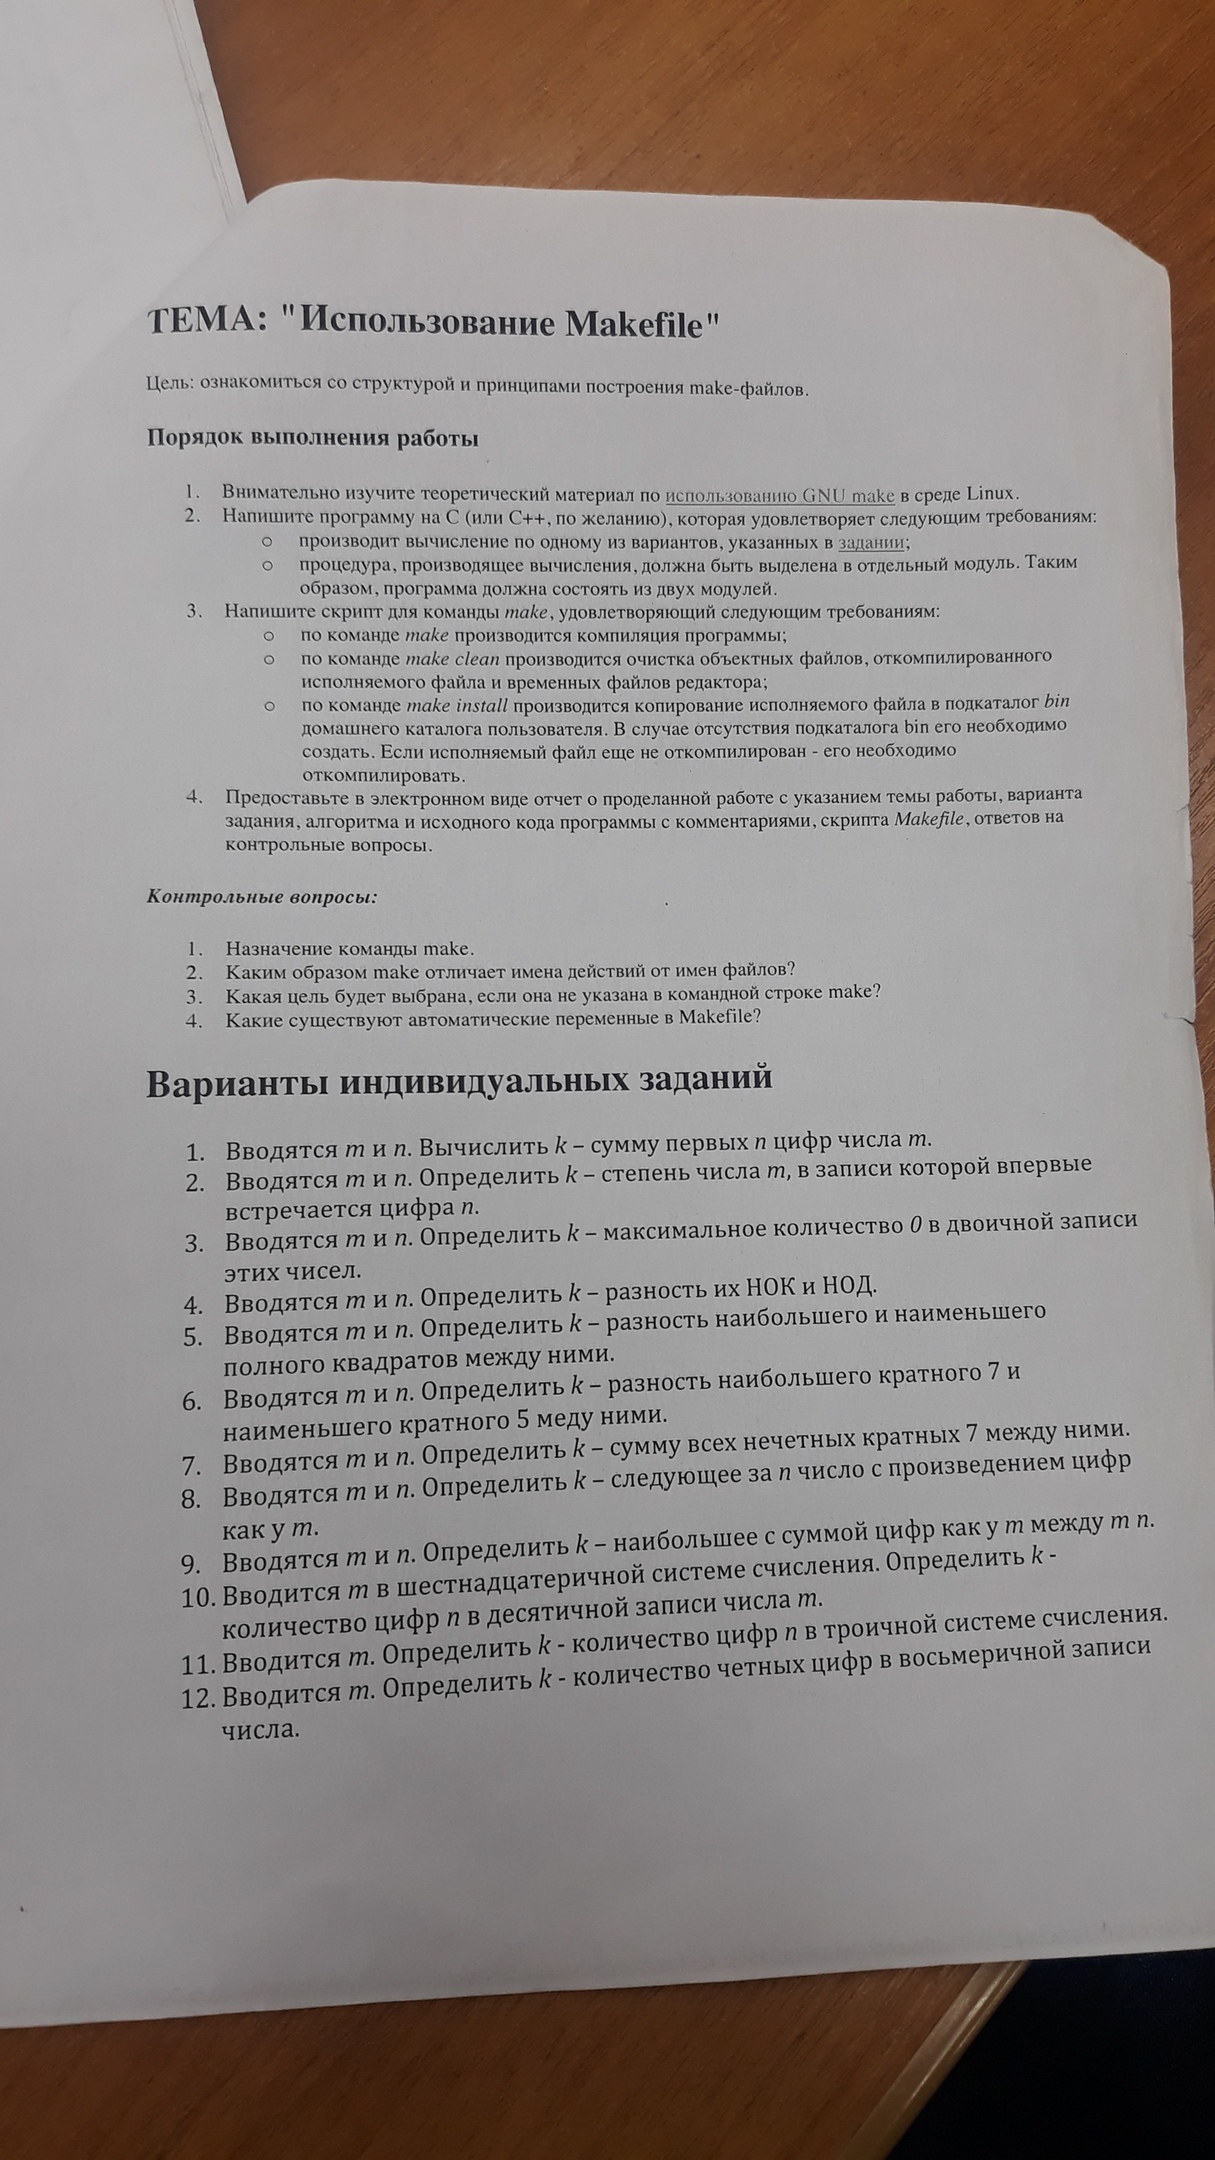 ТЕМА: "Использование Makefile"
Цель: ознакомиться со структурой и принципами построения make-файлов.
Порядок выполнения работы
1. Внимательно изучите теоретический материал по использованию GNU make в среде Linux.
2. Напишите программу на С (или С++, по желанию), которая удовлетворяет следующим требованиям:
○ производит вычисление по одному из вариантов, указанных в задании;
○ процедура, производящее вычисления, должна быть выделена в отдельный модуль. Таким
образом, программа должна состоять из двух модулей.
3. Напишите скрипт для команды make, удовлетворяющий следующим требованиям:
○ по команде make производится компиляция программы;
○ по команде make clean производится очистка объектных файлов, откомпилированного
исполняемого файла и временных файлов редактора;
○ по команде make install производится копирование исполняемого файла в подкаталог bin
домашнего каталога пользователя. В случае отсутствия подкаталога bin его необходимо
создать. Если исполняемый файл еще не откомпилирован - его необходимо
откомпилировать.
4. Предоставьте в электронном виде отчет о проделанной работе с указанием темы работы, варианта
задания, алгоритма и исходного кода программы с комментариями, скрипта Makefile, ответов на
контрольные вопросы.
Контрольные вопросы:
1. Назначение команды make.
2. Каким образом make отличает имена действий от имен файлов?
3. Какая цель будет выбрана, если она не указана в командной строке make?
4. Какие существуют автоматические переменные в Makefile?
Варианты индивидуальных заданий
1. Вводятся m и n. Вычислить k – сумму первых n цифр числа m.
2. Вводятся m и n. Определить k – степень числа m, в записи которой впервые
встречается цифра n.
3. Вводятся m и n. Определить k – максимальное количество 0 в двоичной записи
этих чисел.
4. Вводятся m и n. Определить k – разность их НОК и НОД.
5. Вводятся m и n. Определить k – разность наибольшего и наименьшего
полного квадратов между ними.
6. Вводятся m и n. Определить k – разность наибольшего кратного 7 и
наименьшего кратного 5 меду ними.
7. Вводятся m и n. Определить k – сумму всех нечетных кратных 7 между ними.
8. Вводятся m и n. Определить k – следующее за n число с произведением цифр
как у m.
9. Вводятся m и n. Определить k – наибольшее с суммой цифр как у m между m n.
10. Вводится m в шестнадцатеричной системе счисления. Определить k -
количество цифр n в десятичной записи числа m.
11. Вводится m. Определить k - количество цифр n в троичной системе счисления.
12. Вводится m. Определить k - количество четных цифр в восьмеричной записи
числа.